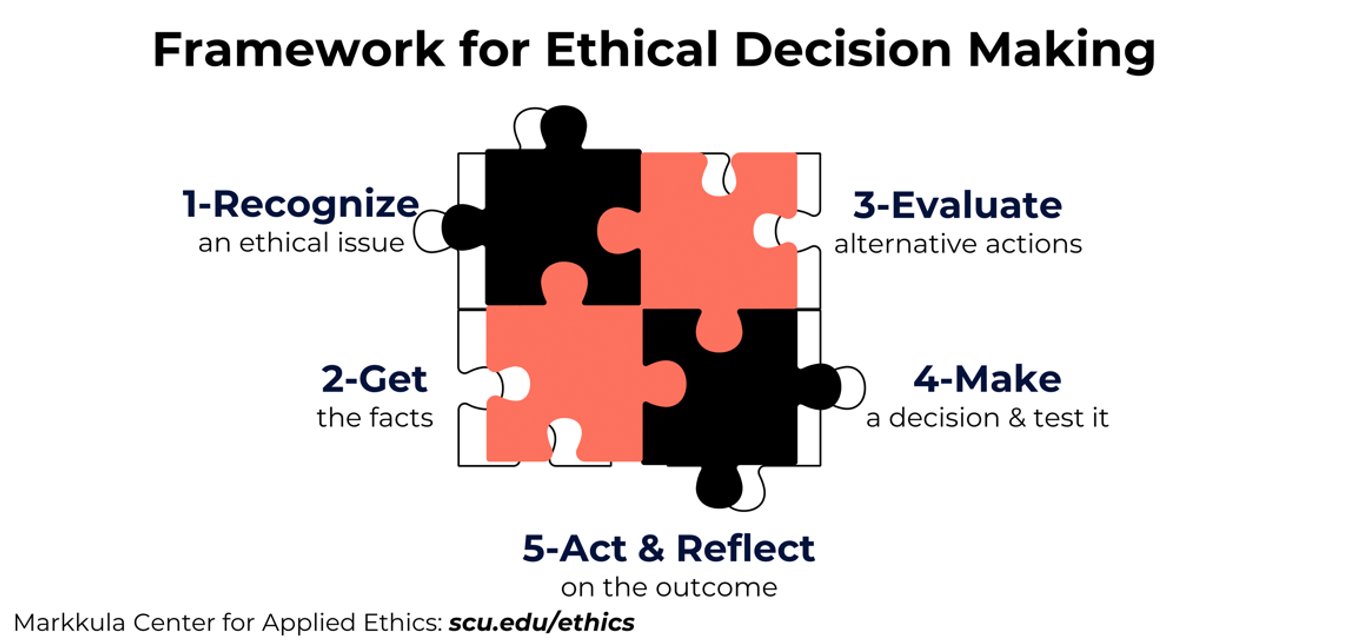 Framework for Ethical Decision Making
1-Recognize
an ethical issue
2-Get
the facts
3-Evaluate
alternative actions
4-Make
a decision & test it
5-Act & Reflect
on the outcome
Markkula Center for Applied Ethics: scu.edu/ethics